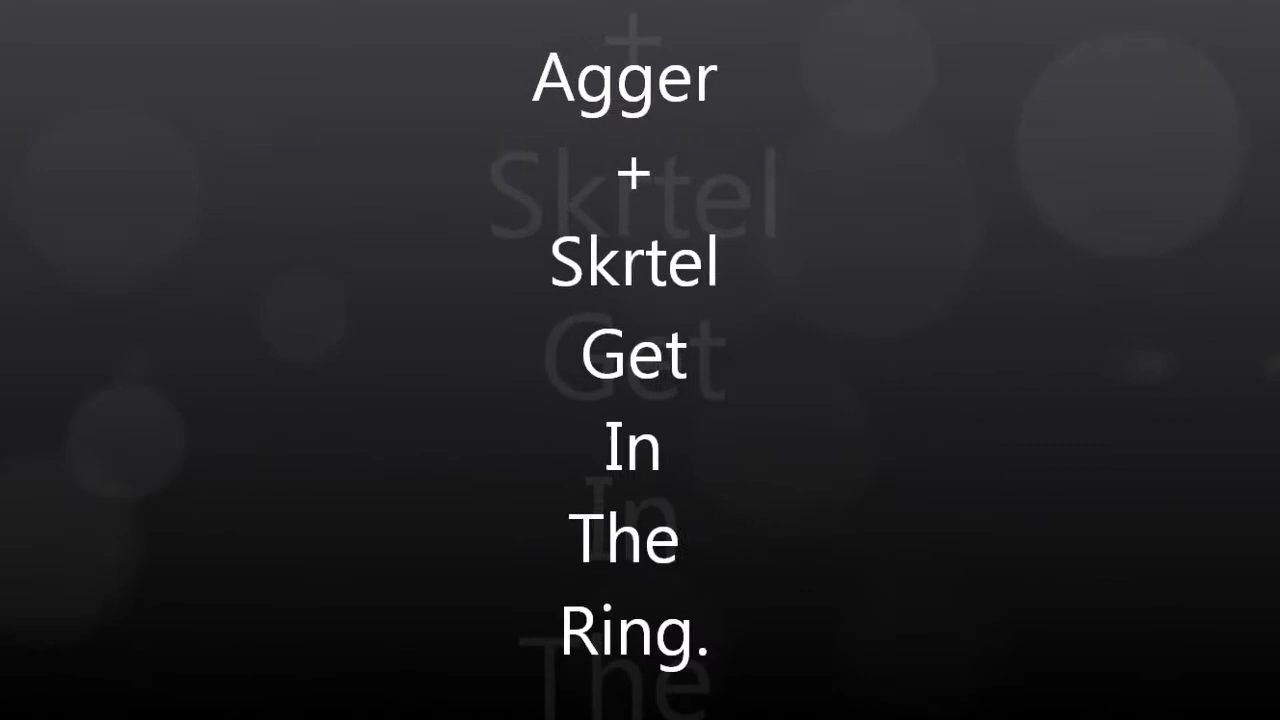 Agger
+
Skrtel
Get
In
The
Ring.